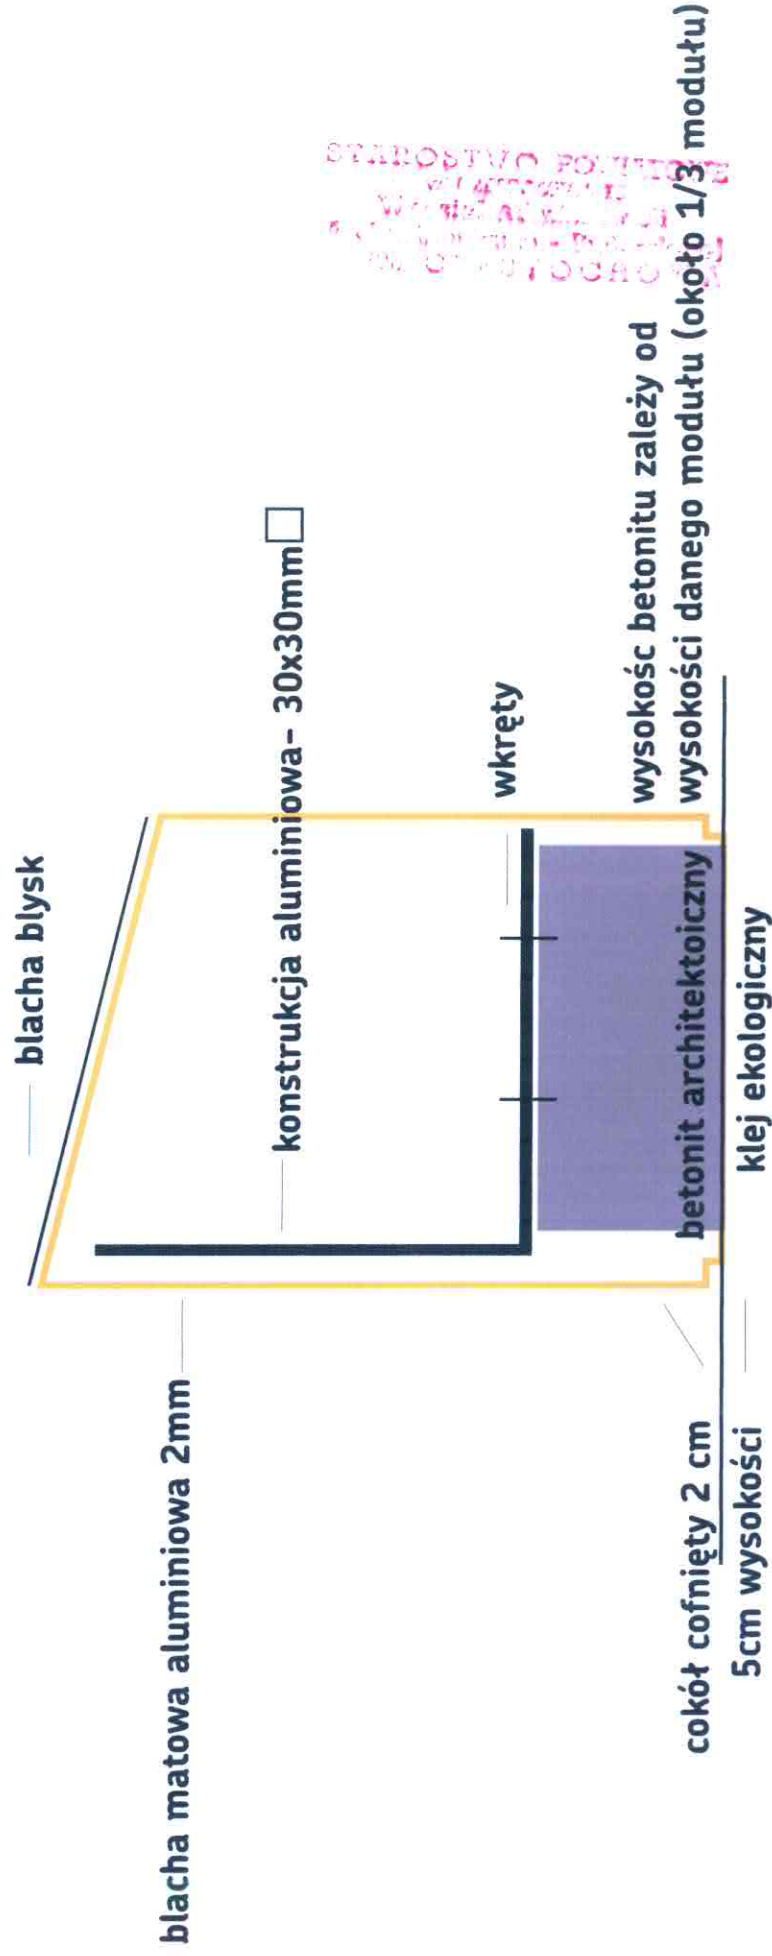 blacha blysk
blacha matowa aluminiowa 2mm
konstrukcja aluminiowa- 30x30mm
wkręty
wysokośc betonitu zależy od
wysokości danego modułu (około 1/3 modułu)
betonit architektoiczny
cokół cofnięty 2 cm
5cm wysokości
klej ekologiczny
STAROSTWO